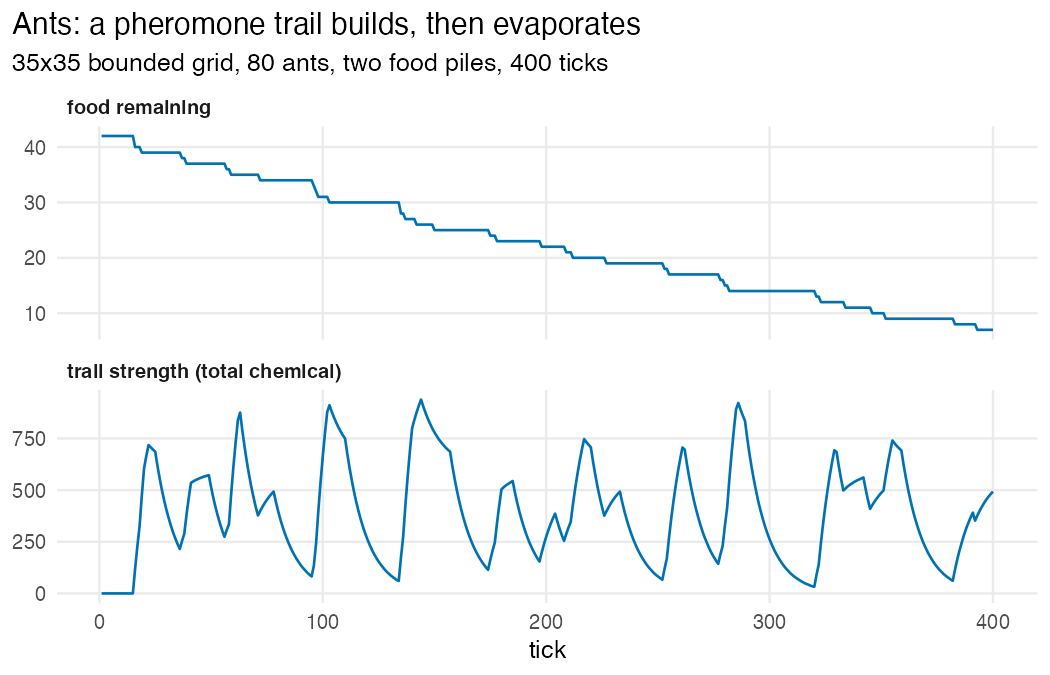 Ants: a pheromone trail builds, then evaporates
35x35 bounded grid, 80 ants, two food piles, 400 ticks
food remaining
40
30
20
10
trail strength (total chemical)
750
500
250
0
0 100 200 300 400
tick